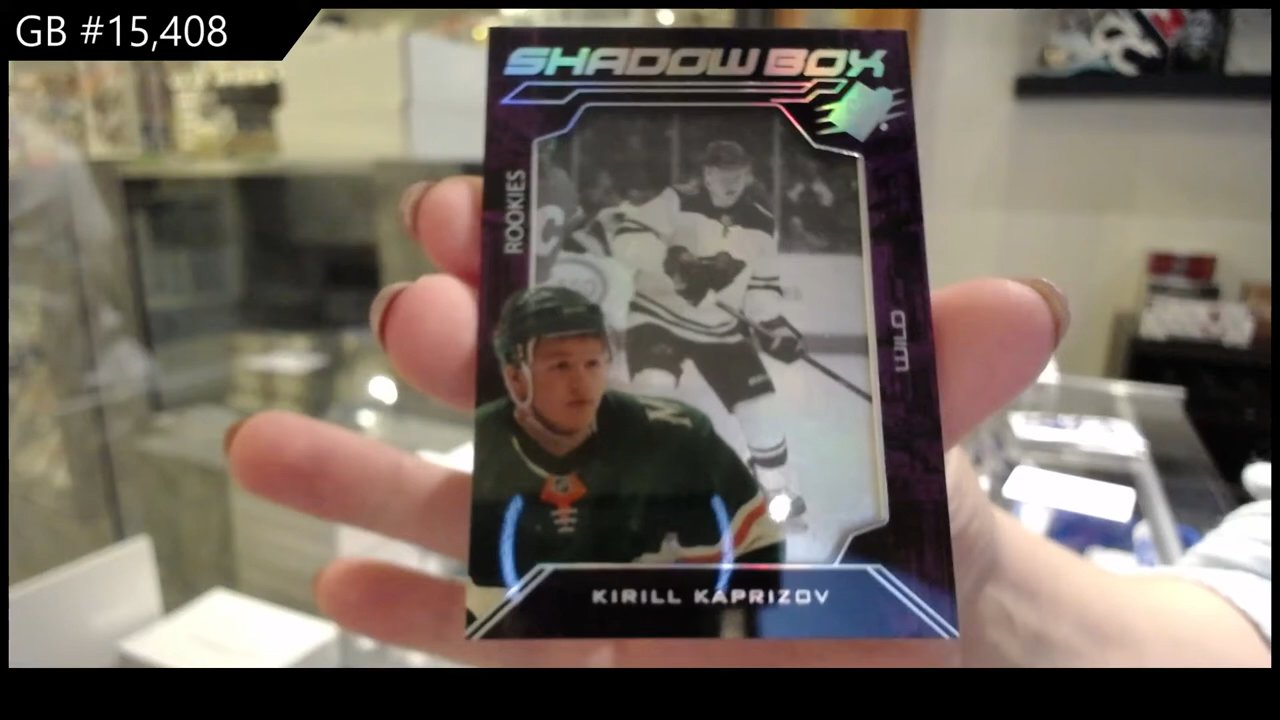 GB #15,408
SHADOW BOX
ROOKIES
WILD
KIRILL KAPRIZOV